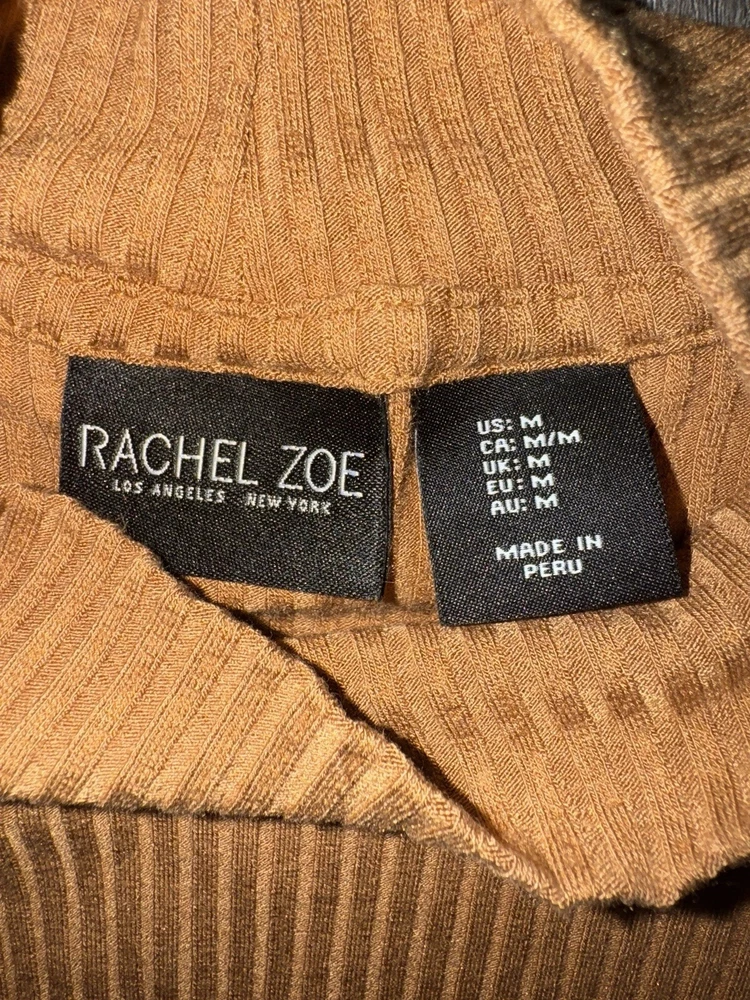 RACHEL ZOE
LOS ANGELES NEW YORK
US: M
CA: M/M
UK: M
EU: M
AU: M
MADE IN
PERU